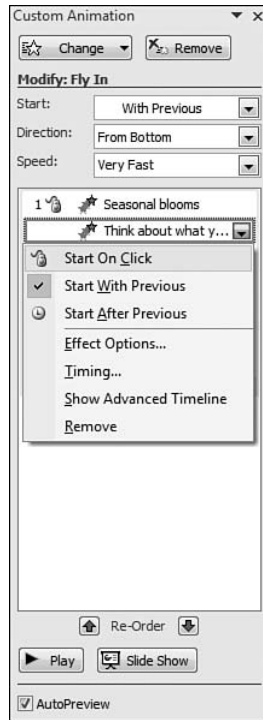 Custom Animation
Change Remove
Modify: Fly In
Start: With Previous
Direction: From Bottom
Speed: Very Fast
1 Seasonal blooms
Think about what y...
Start On Click
Start With Previous
Start After Previous
Effect Options...
Timing...
Show Advanced Timeline
Remove
Re-Order
Play Slide Show
AutoPreview